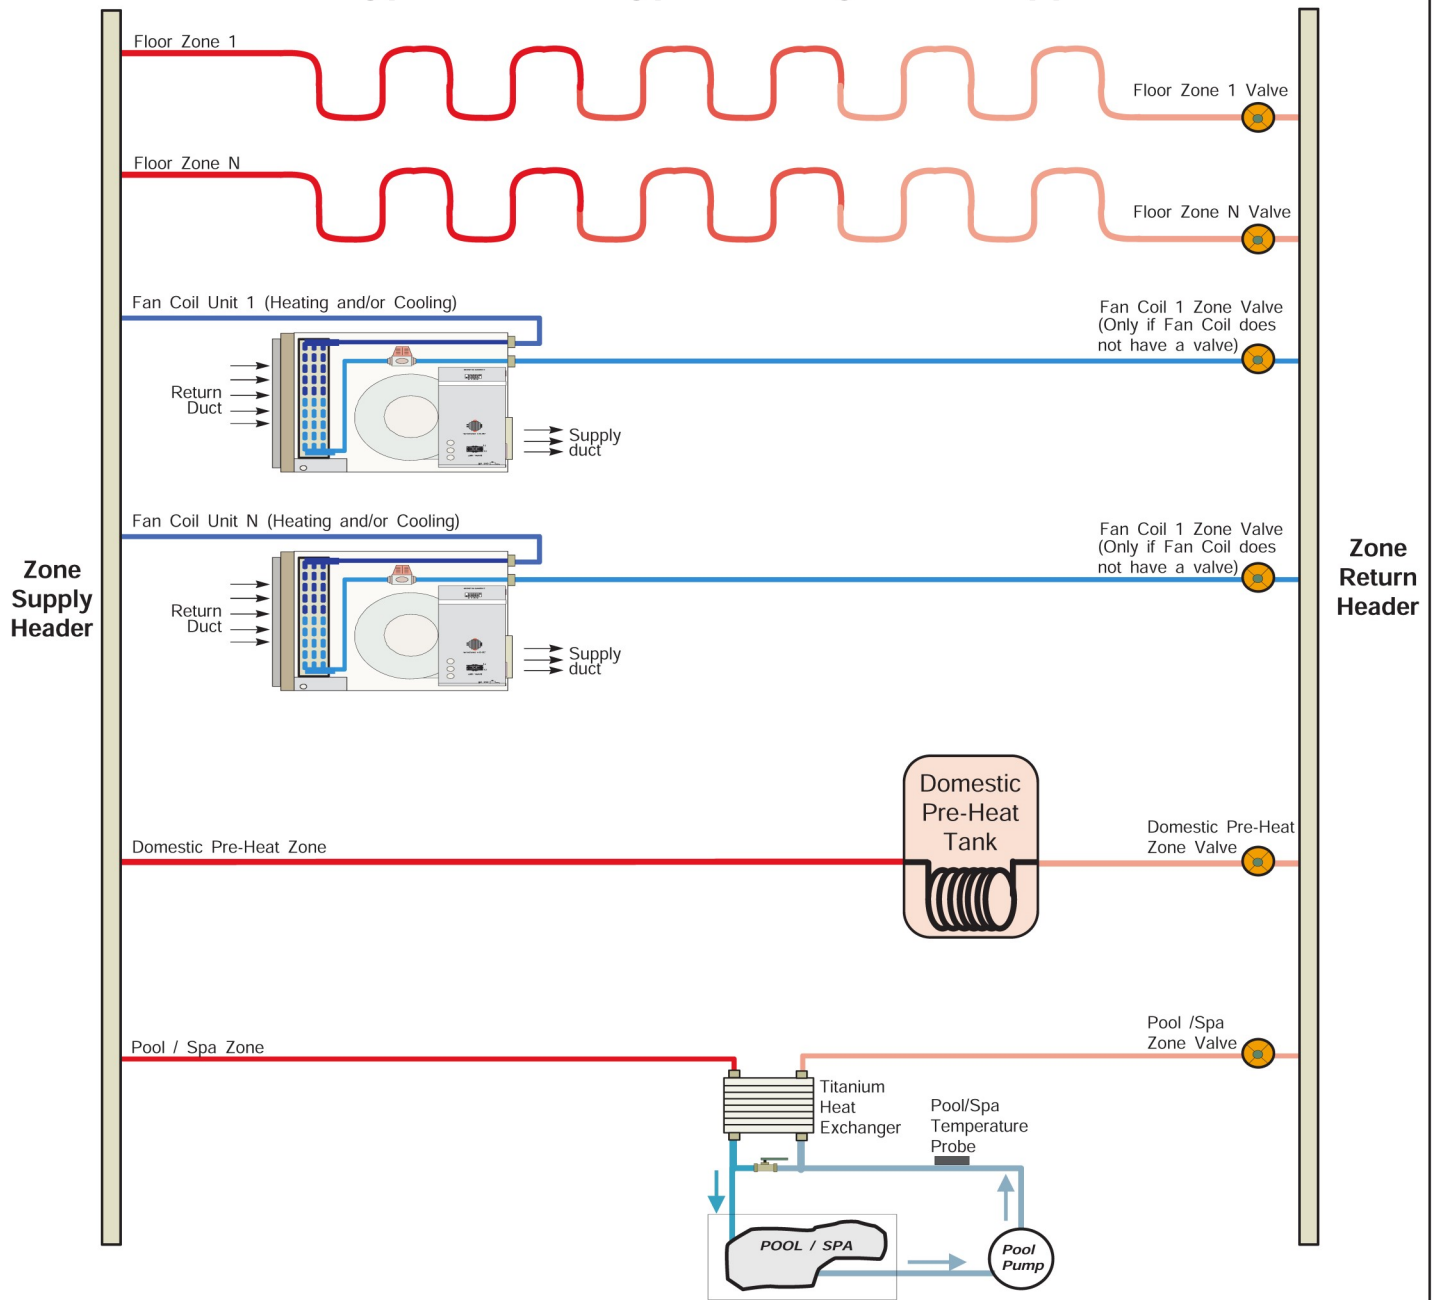 Floor Zone 1
Floor Zone 1 Valve
Floor Zone N
Floor Zone N Valve
Fan Coil Unit 1 (Heating and/or Cooling)
Fan Coil 1 Zone Valve
(Only if Fan Coil does
not have a valve)
Return
Duct
Supply
duct
Fan Coil Unit N (Heating and/or Cooling)
Fan Coil 1 Zone Valve
(Only if Fan Coil does
not have a valve)
Zone
Supply
Header
Zone
Return
Header
Return
Duct
Supply
duct
Domestic
Pre-Heat
Tank
Domestic Pre-Heat Zone
Domestic Pre-Heat
Zone Valve
Pool / Spa Zone
Pool /Spa
Zone Valve
Titanium
Heat
Exchanger
Pool/Spa
Temperature
Probe
POOL / SPA
Pool
Pump